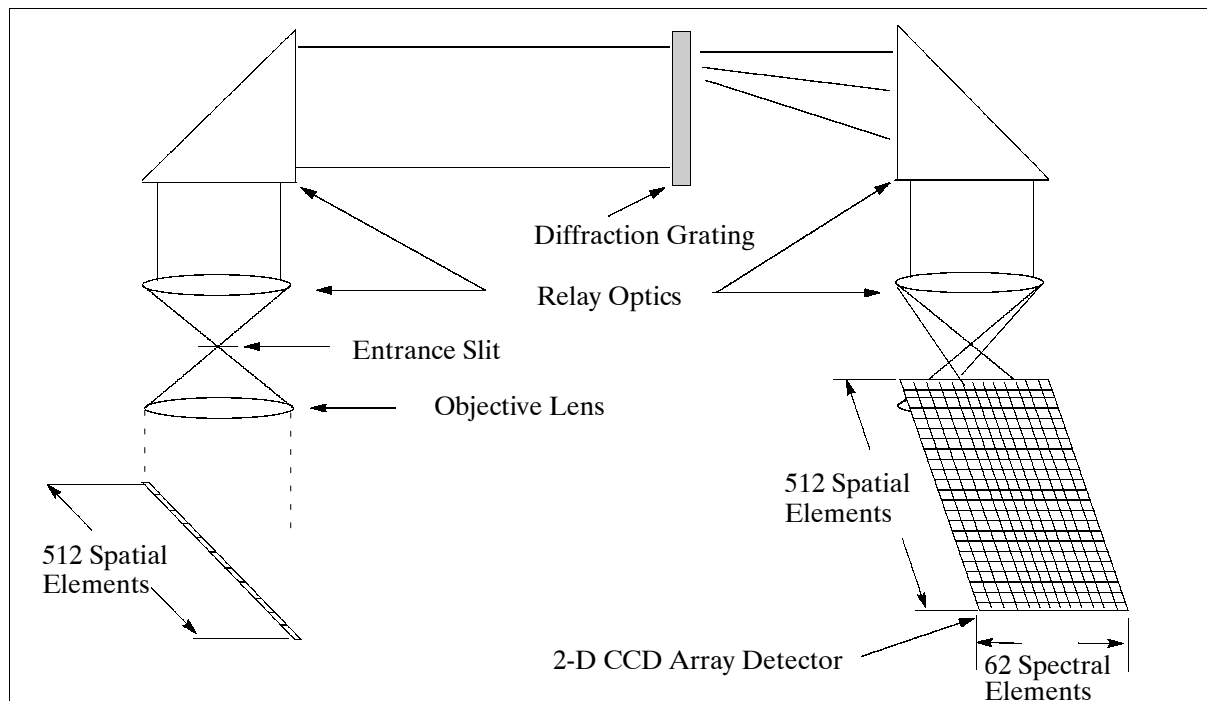 Diffraction Grating
Relay Optics
Entrance Slit
Objective Lens
512 Spatial
Elements
512 Spatial
Elements
2-D CCD Array Detector
62 Spectral
Elements